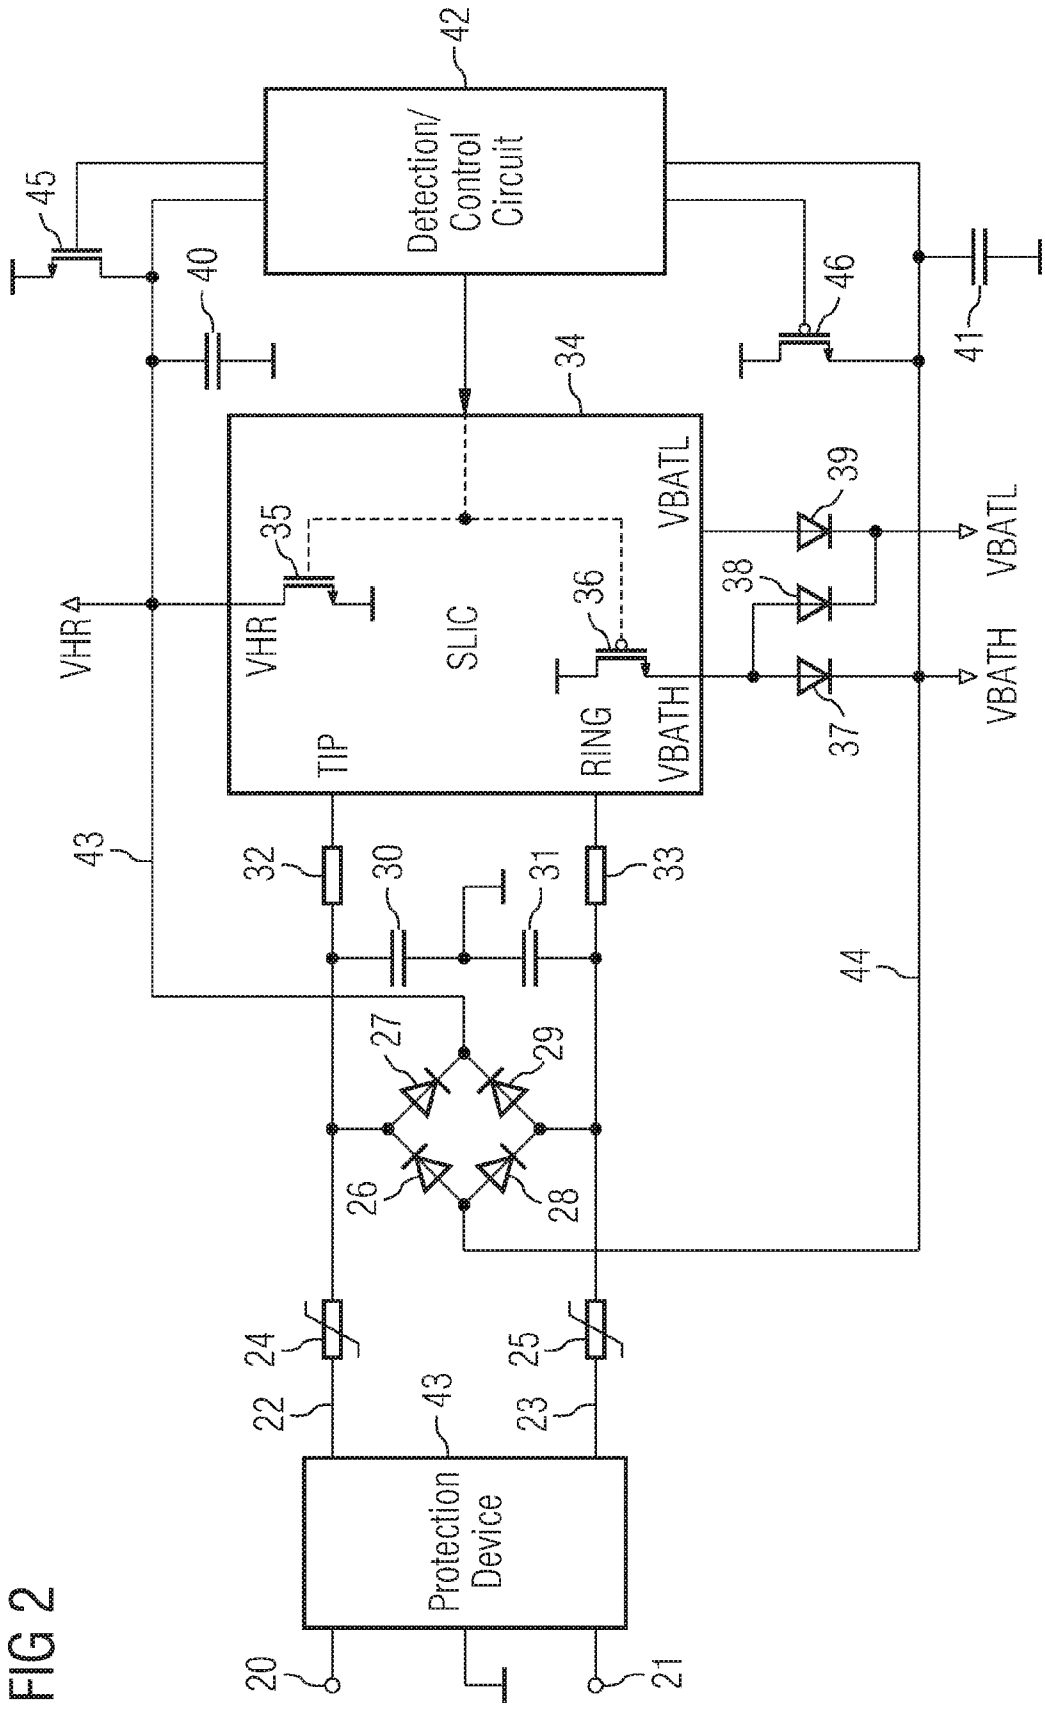 FIG 2
20
21
Protection
Device
43
22
23
24
25
26
27
28
29
30
31
32
33
43
44
TIP
RING
SLIC
34
VHR
VHR
35
36
VBATH
VBATL
37
38
39
VBATH
VBATL
40
41
45
46
Detection/
Control
Circuit
42